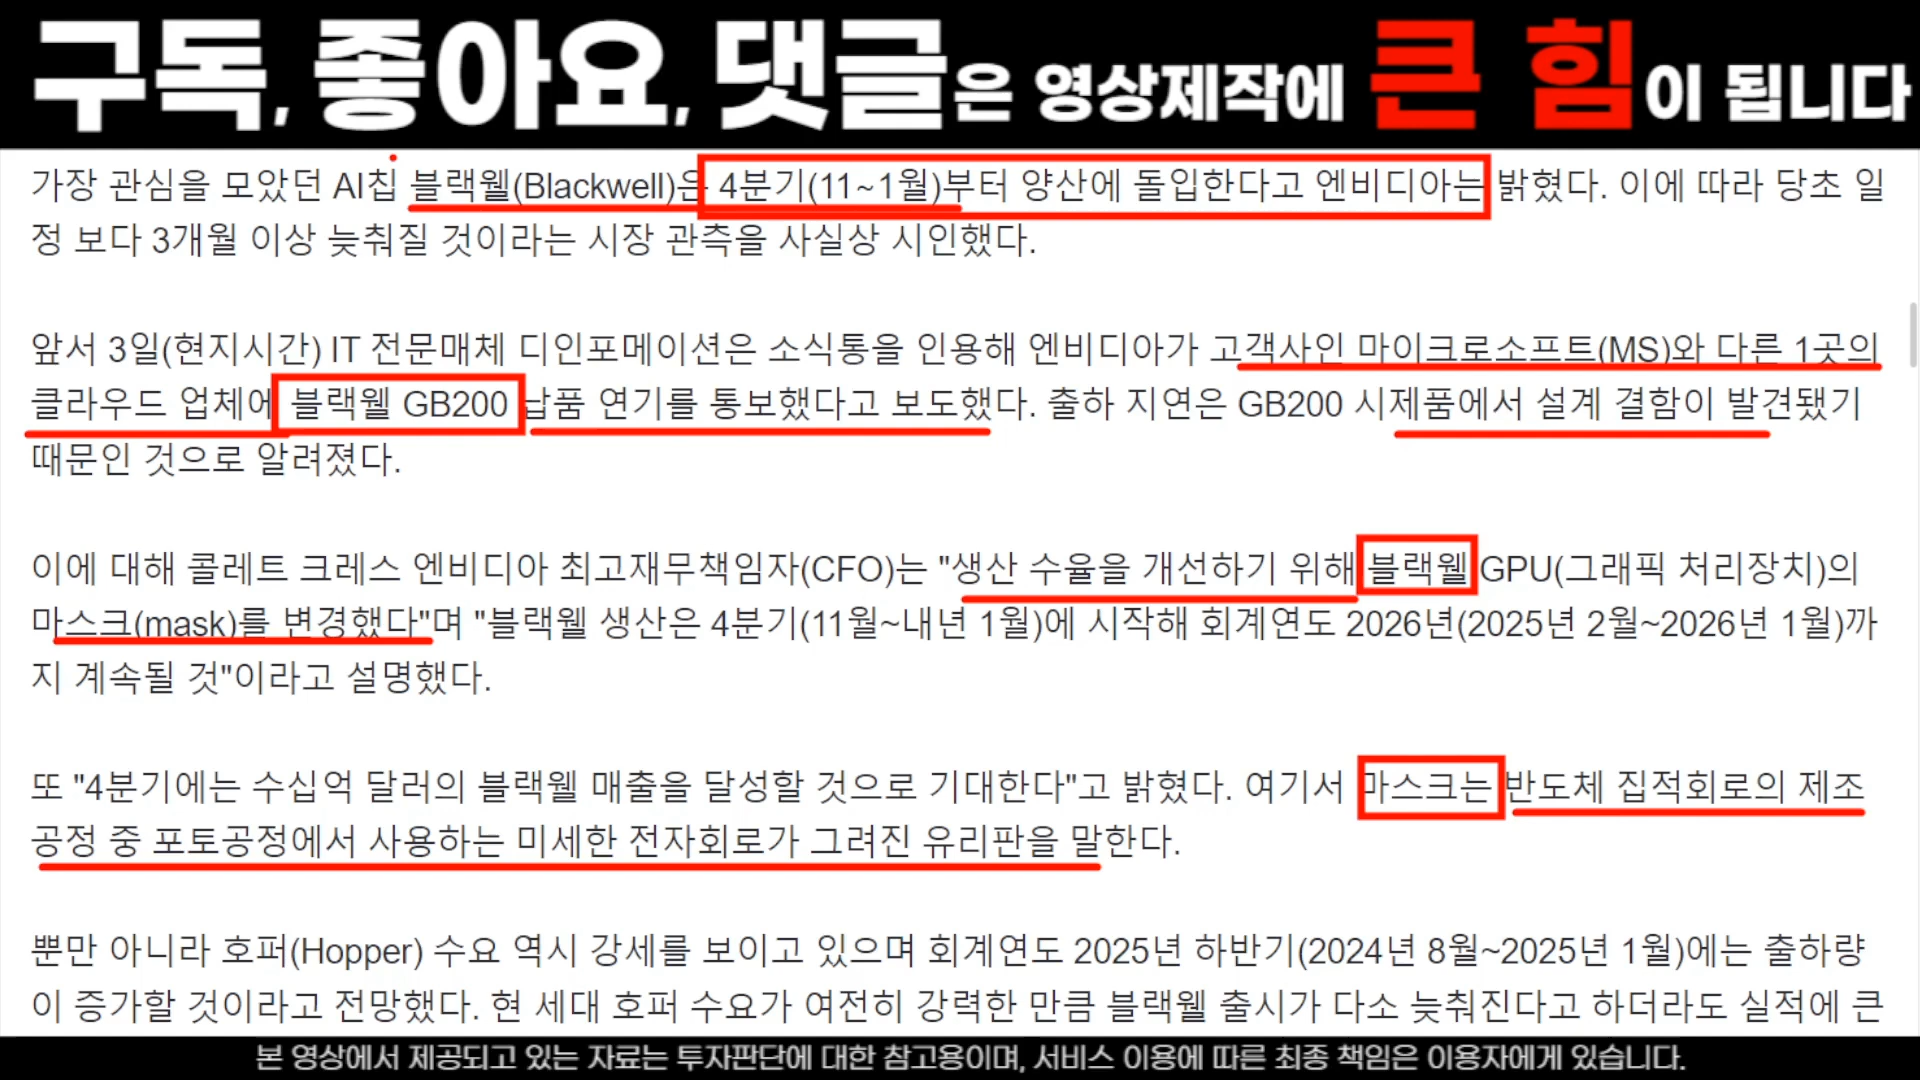 구독, 좋아요, 댓글은 영상제작에 큰 힘이 됩니다
가장 관심을 모았던 AI칩 블랙웰(Blackwell)은 4분기(11~1월)부터 양산에 돌입한다고 엔비디아는 밝혔다. 이에 따라 당초 일
정 보다 3개월 이상 늦춰질 것이라는 시장 관측을 사실상 시인했다.
앞서 3일(현지시간) IT 전문매체 디인포메이션은 소식통을 인용해 엔비디아가 고객사인 마이크로소프트(MS)와 다른 1곳의
클라우드 업체에 블랙웰 GB200 납품 연기를 통보했다고 보도했다. 출하 지연은 GB200 시제품에서 설계 결함이 발견됐기
때문인 것으로 알려졌다.
이에 대해 콜레트 크레스 엔비디아 최고재무책임자(CFO)는 "생산 수율을 개선하기 위해 블랙웰 GPU(그래픽 처리장치)의
마스크(mask)를 변경했다"며 "블랙웰 생산은 4분기(11월~내년 1월)에 시작해 회계연도 2026년(2025년 2월~2026년 1월)까
지 계속될 것"이라고 설명했다.
또 "4분기에는 수십억 달러의 블랙웰 매출을 달성할 것으로 기대한다"고 밝혔다. 여기서 마스크는 반도체 집적회로의 제조
공정 중 포토공정에서 사용하는 미세한 전자회로가 그려진 유리판을 말한다.
뿐만 아니라 호퍼(Hopper) 수요 역시 강세를 보이고 있으며 회계연도 2025년 하반기(2024년 8월~2025년 1월)에는 출하량
이 증가할 것이라고 전망했다. 현 세대 호퍼 수요가 여전히 강력한 만큼 블랙웰 출시가 다소 늦춰진다고 하더라도 실적에 큰
본 영상에서 제공되고 있는 자료는 투자판단에 대한 참고용이며, 서비스 이용에 따른 최종 책임은 이용자에게 있습니다.